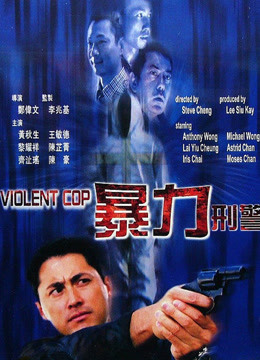 導演 監製
鄭偉文 李兆基
主演
黃秋生 王敏德
黎耀祥 陳芷菁
齊沚瑤 陳豪
directed by produced by
Steve Cheng Lee Siu Kay
starring
Anthony Wong Michael Wong
Lai Yiu Cheung Astrid Chan
Iris Chai Moses Chan
VIOLENT COP 暴力刑警